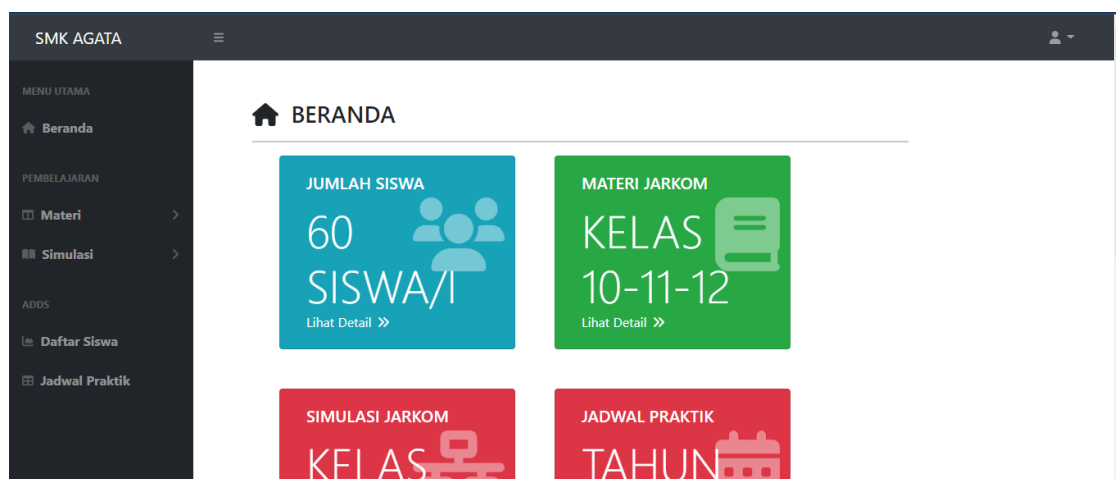 SMK AGATA
MENU UTAMA
Beranda
PEMBELAJARAN
Materi
Simulasi
ADDS
Daftar Siswa
Jadwal Praktik
BERANDA
JUMLAH SISWA
60
SISWA/I
Lihat Detail
MATERI JARKOM
KELAS
10-11-12
Lihat Detail
SIMULASI JARKOM
KELAS
JADWAL PRAKTIK
TAHUN